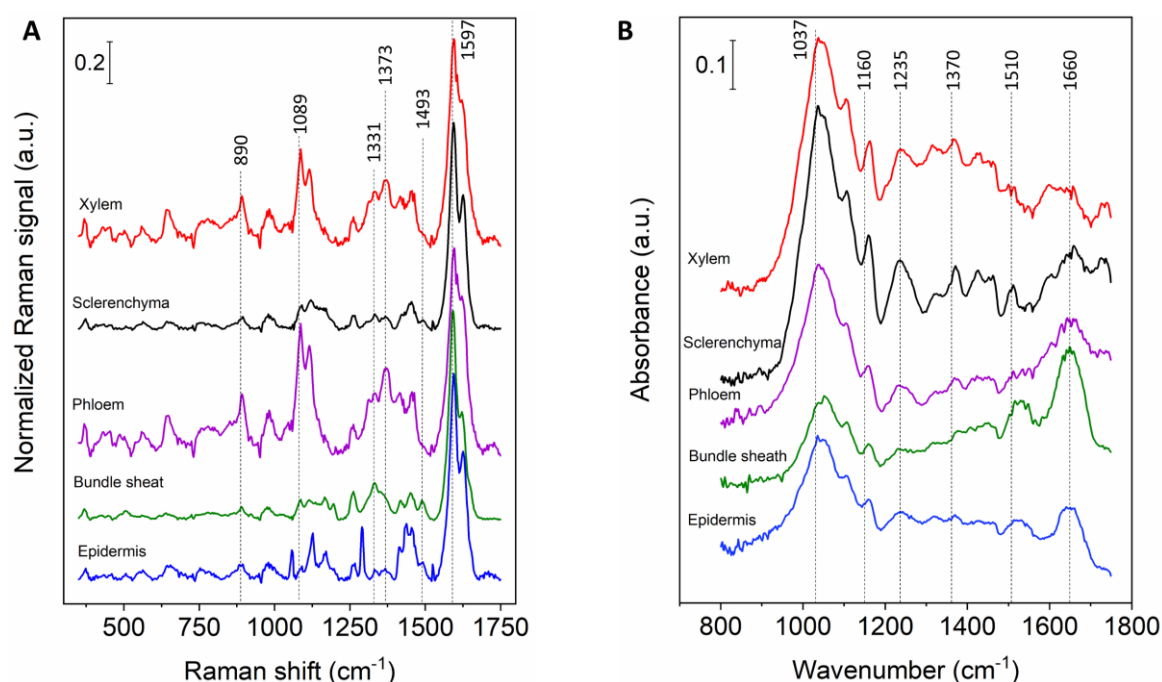 A
0.2
890
1089
1331
1373
1493
1597
Xylem
Sclerenchyma
Phloem
Bundle sheat
Epidermis
Normalized Raman signal (a.u.)
500
750
1000
1250
1500
1750
Raman shift (cm⁻¹)
B
0.1
1037
1160
1235
1370
1510
1660
Xylem
Sclerenchyma
Phloem
Bundle sheath
Epidermis
Absorbance (a.u.)
800
1000
1200
1400
1600
1800
Wavenumber (cm⁻¹)